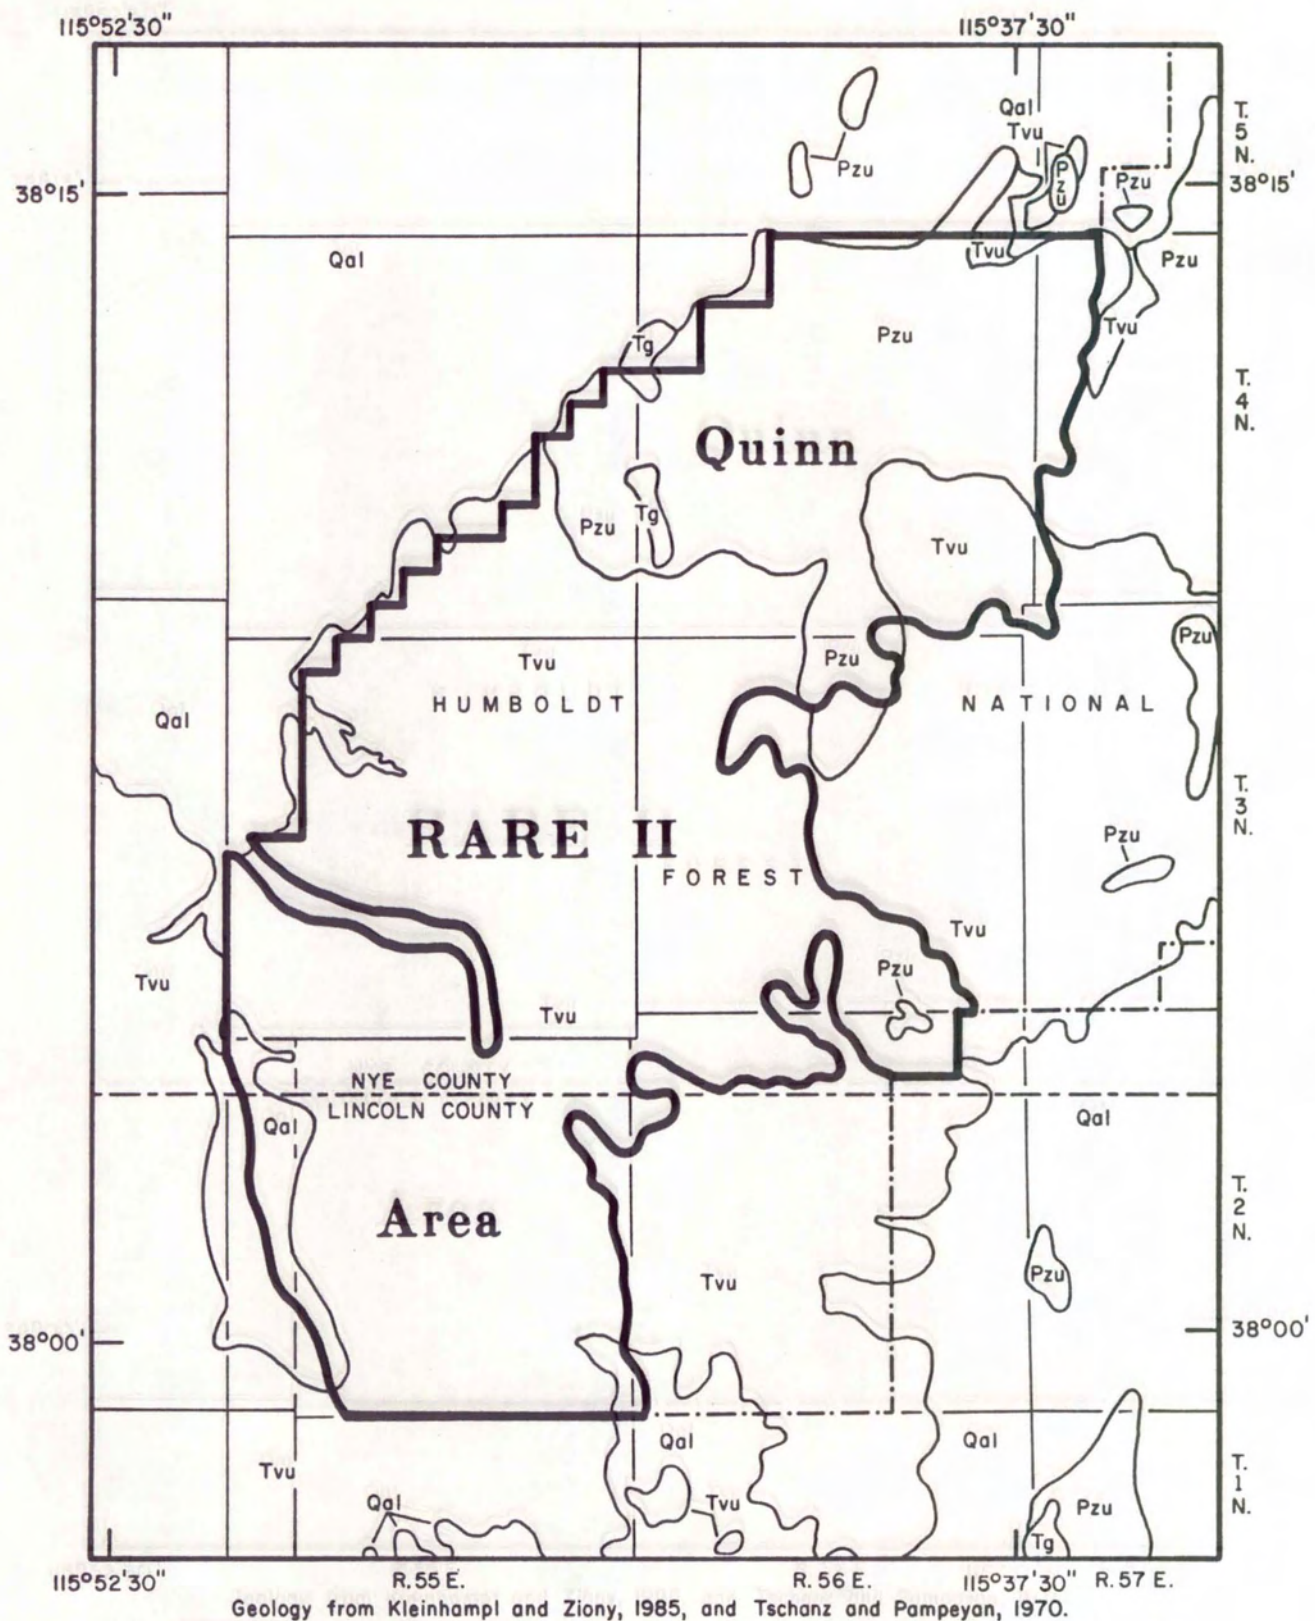 115°52'30" 115°37'30"
Qal
Tvu
T. 5 N.
Pzu
Pzu
Pzu
38°15' 38°15'
Qal
Tvu
Pzu
Tg
Pzu
Tvu
T. 4 N.
Quinn
Pzu
Tg
Tvu
Pzu
Tvu
Pzu
HUMBOLDT
NATIONAL
Qal
T. 3 N.
RARE II
Pzu
FOREST
Tvu
Pzu
Tvu
Tvu
NYE COUNTY
LINCOLN COUNTY
Qal
Qal
T. 2 N.
Area
Tvu
Pzu
38°00' 38°00'
Qal
Qal
Tvu
T. 1 N.
Qal
Tvu
Pzu
Tg
115°52'30" R. 55 E. R. 56 E. 115°37'30" R. 57 E.
Geology from Kleinhampl and Ziony, 1985, and Tschanz and Pampeyan, 1970.